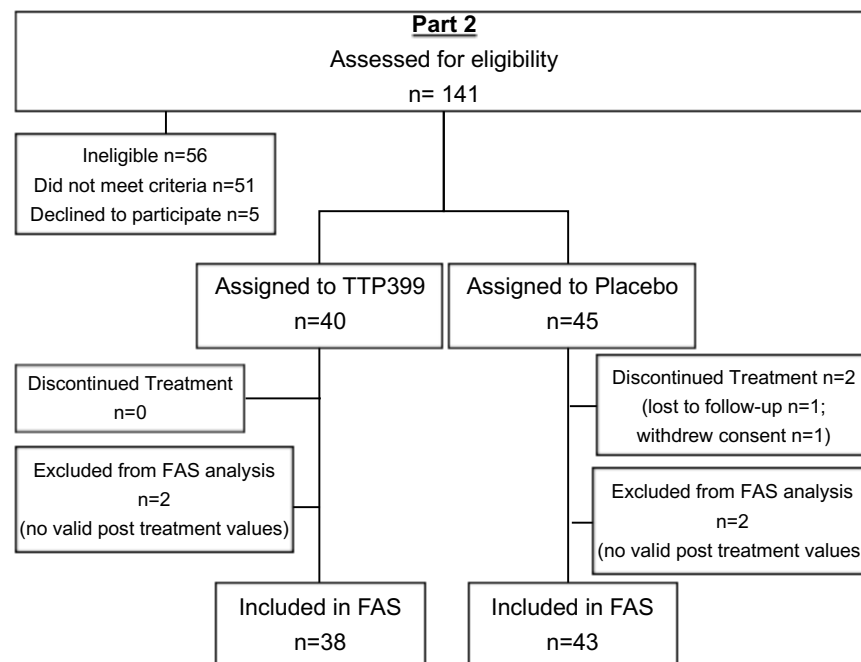 Part 2
Assessed for eligibility
n= 141
Ineligible n=56
Did not meet criteria n=51
Declined to participate n=5
Assigned to TTP399
n=40
Assigned to Placebo
n=45
Discontinued Treatment
n=0
Discontinued Treatment n=2
(lost to follow-up n=1;
withdrew consent n=1)
Excluded from FAS analysis
n=2
(no valid post treatment values)
Excluded from FAS analysis
n=2
(no valid post treatment values
Included in FAS
n=38
Included in FAS
n=43